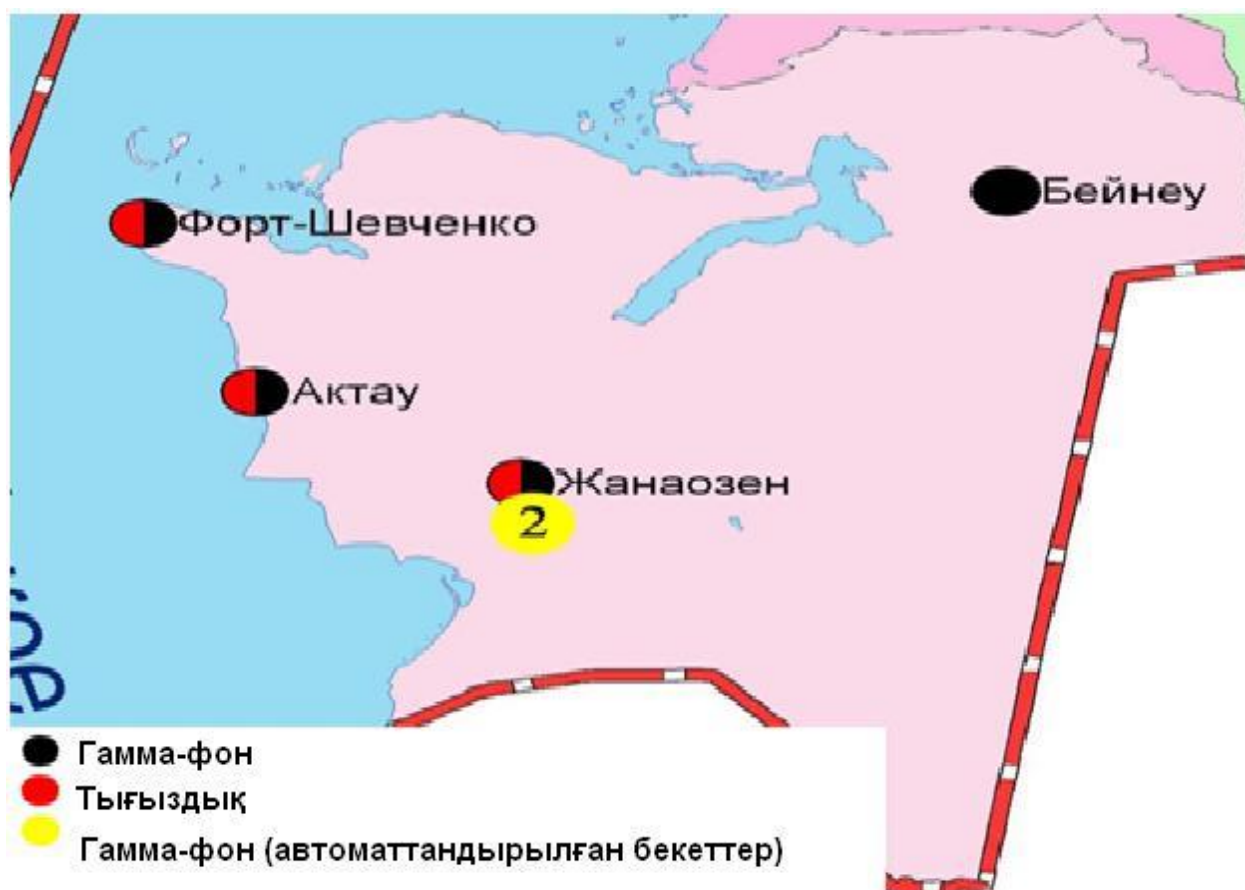 Форт-Шевченко
Бейнеу
Актау
Жанаозен
2
Гамма-фон
Тығыздық
Гамма-фон (автоматтандырылған бекеттер)